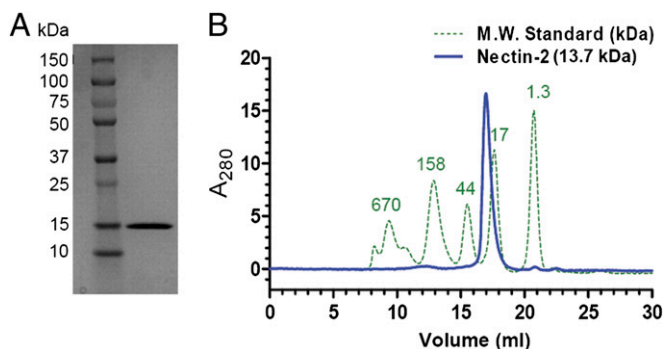 A
kDa
150
100
75
50
37
25
15
10
B
M.W. Standard (kDa)
Nectin-2 (13.7 kDa)
A280
20
15
10
5
0
670
158
44
17
1.3
0 5 10 15 20 25 30
Volume (ml)